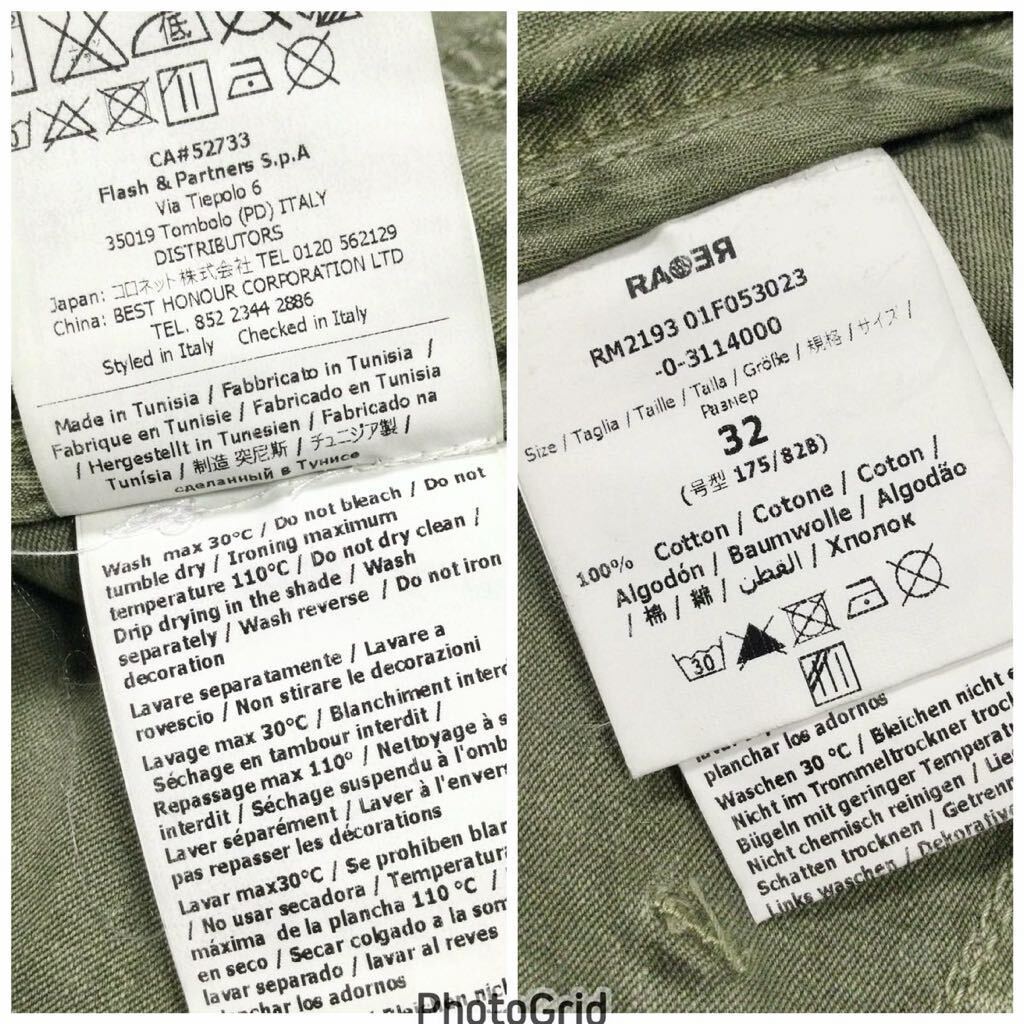 低
CA#52733
Flash & Partners S.p.A
Via Tiepolo 6
35019 Tombolo (PD) ITALY
DISTRIBUTORS
Japan: コロネット株式会社 TEL 0120 562129
China: BEST HONOUR CORPORATION LTD
TEL. 852 2344 2886
Styled in Italy Checked in Italy
Made in Tunisia / Fabbricato in Tunisia /
Fabrique en Tunisie / Fabricado en Tunisia
/ Hergestellt in Tunesien / Fabricado na
Tunísia / 制造 突尼斯 / チュニジア製 /
сделанный в Тунисе
Wash max 30°C / Do not bleach / Do not
tumble dry / Ironing maximum
temperature 110°C / Do not dry clean /
Drip drying in the shade / Wash
separately / Wash reverse / Do not iron
decoration
Lavare separatamente / Lavare a
rovescio / Non stirare le decorazioni
Lavage max 30°C / Blanchiment interd
Séchage en tambour interdit /
Repassage max 110° / Nettoyage à s
interdit / Séchage suspendu à l'omb
Laver séparément / Laver à l'enver
pas repasser les décorations
Lavar max30°C / Se prohiben blan
/ No usar secadora / Temperatura
máxima de la plancha 110 °C /
en seco / Secar colgado a la som
lavar separado / lavar al reves
planchar los adornos
RACER
RM2193 01F053023
-0-3114000
Size / Taglia / Taille / Talla / Größe / 規格 / サイズ /
Размер
32
(号型 175/82B)
100% Cotton / Cotone / Coton /
Algodón / Baumwolle / Algodão
/ 棉 / 綿 / القطن / Хлопок
30
planchar los adornos
Waschen 30 °C / Bleichen nicht e
Nicht im Trommeltrockner trock
Bügeln mit geringer Temperatu
Nicht chemisch reinigen / Lie
Schatten trocknen / Getrenn
Links waschen / Dekorative
PhotoGrid